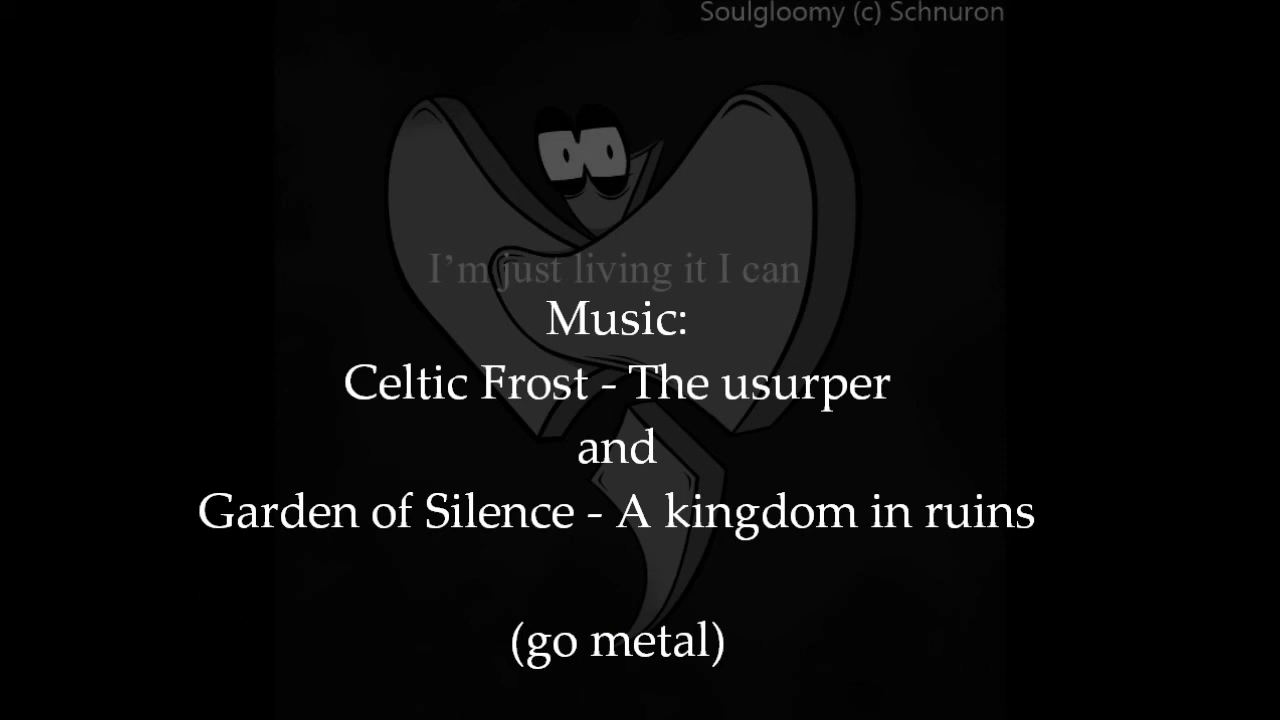 Soulgloomy (c) Schnuron
I'm just living it I can
Music:
Celtic Frost - The usurper
and
Garden of Silence - A kingdom in ruins
(go metal)